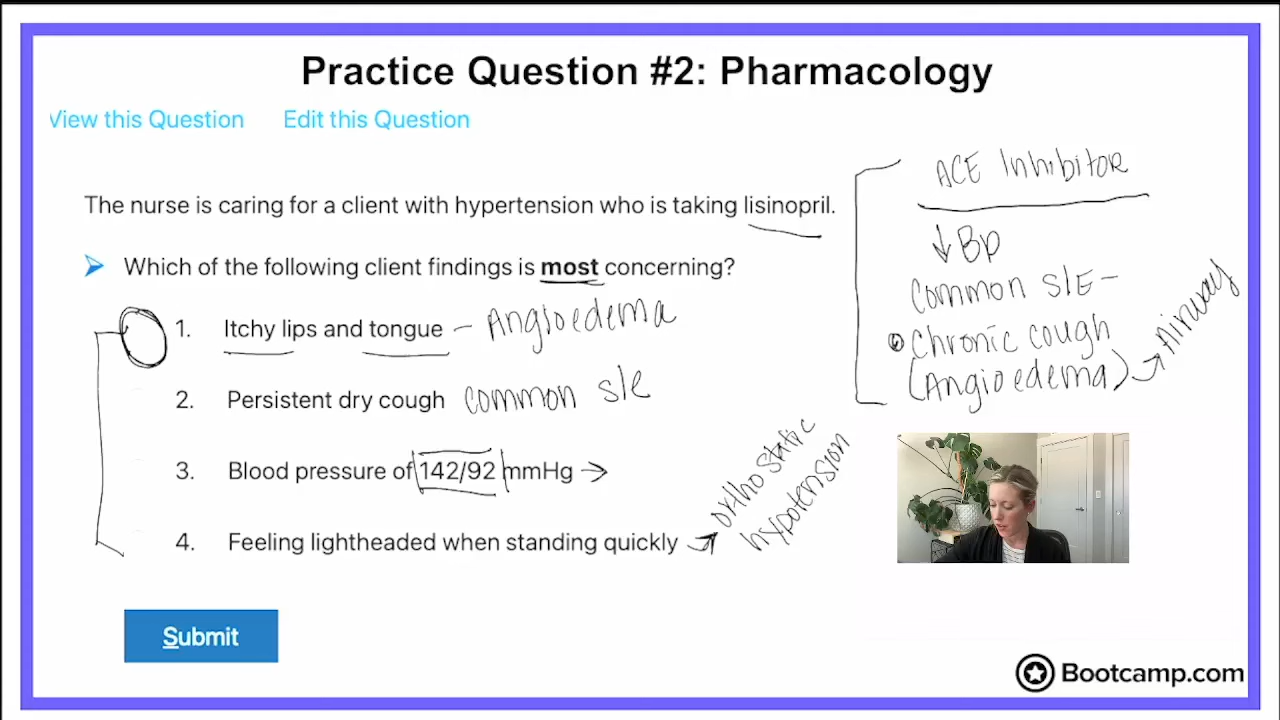 Practice Question #2: Pharmacology
View this Question Edit this Question
The nurse is caring for a client with hypertension who is taking lisinopril.
Which of the following client findings is most concerning?
1. Itchy lips and tongue - Angioedema
2. Persistent dry cough common s/e
3. Blood pressure of 142/92 mmHg →
4. Feeling lightheaded when standing quickly → orthostatic
hypotension
ACE Inhibitor
↓ Bp
Common S/E -
Chronic cough
(Angioedema) → Airway
Submit
Bootcamp.com